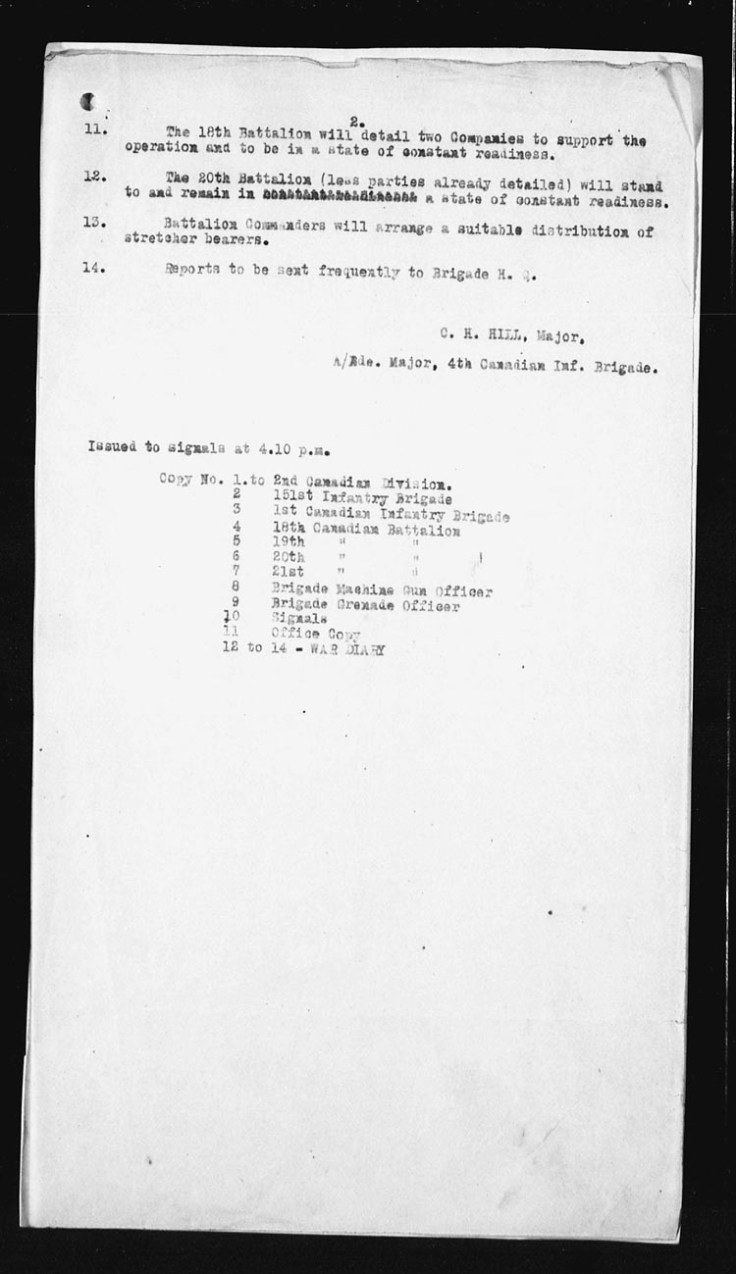 2.
11. The 18th Battalion will detail two Companies to support the
operation and to be in a state of constant readiness.
12. The 20th Battalion (less parties already detailed) will stand
to and remain in a state of constant readiness.
13. Battalion Commanders will arrange a suitable distribution of
stretcher bearers.
14. Reports to be sent frequently to Brigade H. Q.
C. H. HILL, Major,
A/Bde. Major, 4th Canadian Inf. Brigade.
Issued to signals at 4.10 p.m.
Copy No. 1.to 2nd Canadian Division.
2 151st Infantry Brigade
3 1st Canadian Infantry Brigade
4 18th Canadian Battalion
5 19th " "
6 20th " "
7 21st " "
8 Brigade Machine Gun Officer
9 Brigade Grenade Officer
10 Signals
11 Office Copy
12 to 14 - WAR DIARY